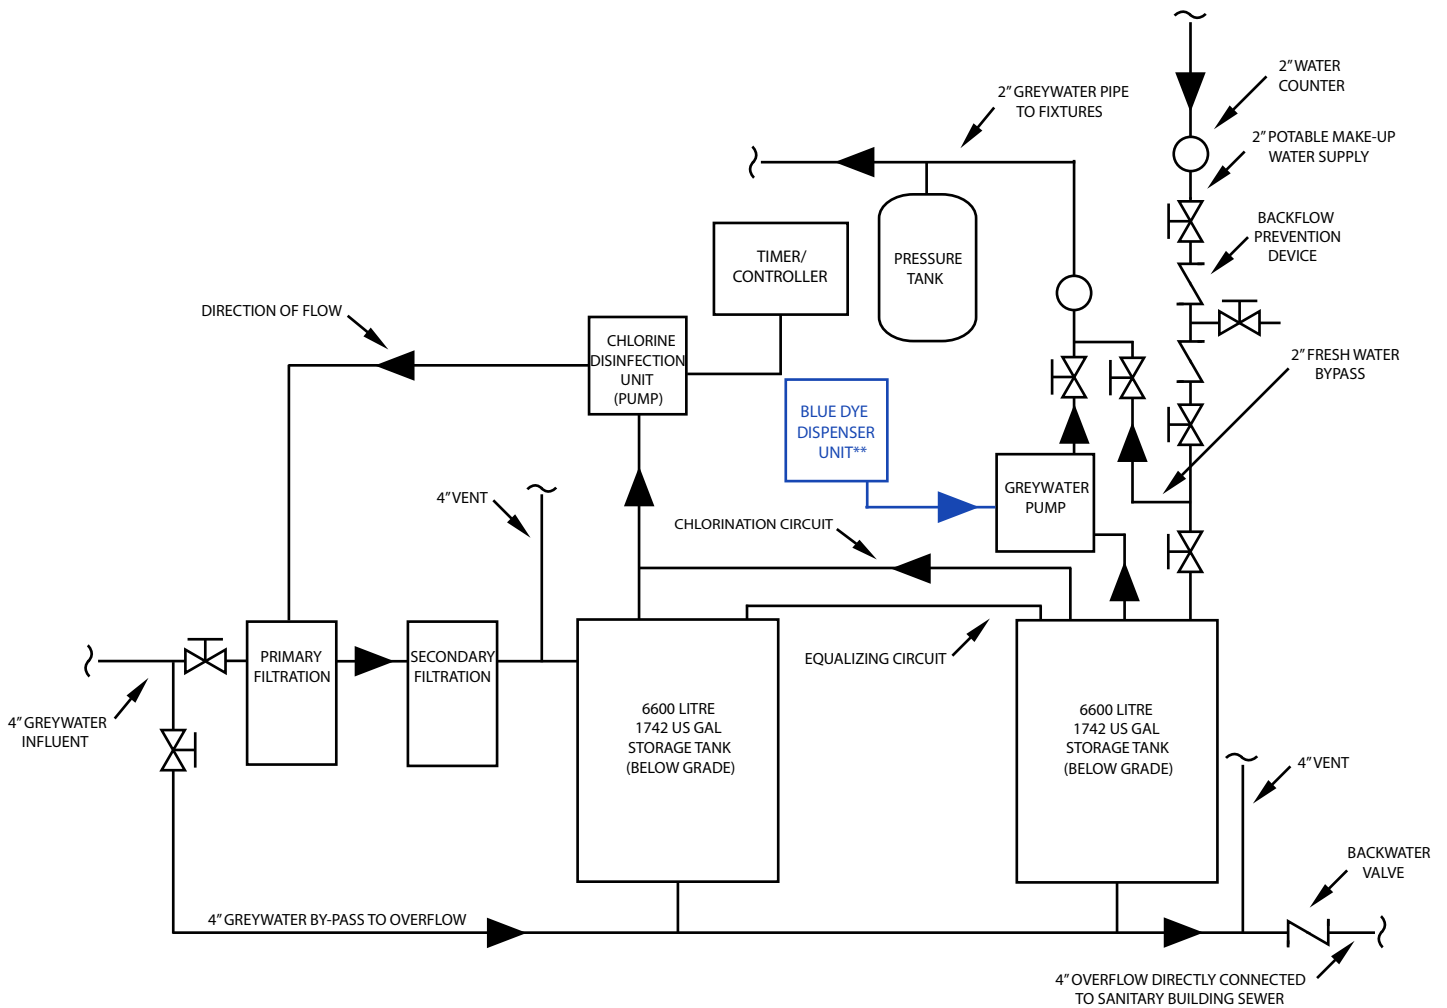 2" WATER
COUNTER
2" GREYWATER PIPE
TO FIXTURES
2" POTABLE MAKE-UP
WATER SUPPLY
BACKFLOW
PREVENTION
DEVICE
TIMER/
CONTROLLER
PRESSURE
TANK
DIRECTION OF FLOW
CHLORINE
DISINFECTION
UNIT
(PUMP)
2" FRESH WATER
BYPASS
BLUE DYE
DISPENSER
UNIT**
4" VENT
GREYWATER
PUMP
CHLORINATION CIRCUIT
PRIMARY
FILTRATION
SECONDARY
FILTRATION
EQUALIZING CIRCUIT
4" GREYWATER
INFLUENT
6600 LITRE
1742 US GAL
STORAGE TANK
(BELOW GRADE)
6600 LITRE
1742 US GAL
STORAGE TANK
(BELOW GRADE)
4" VENT
BACKWATER
VALVE
4" GREYWATER BY-PASS TO OVERFLOW
4" OVERFLOW DIRECTLY CONNECTED
TO SANITARY BUILDING SEWER